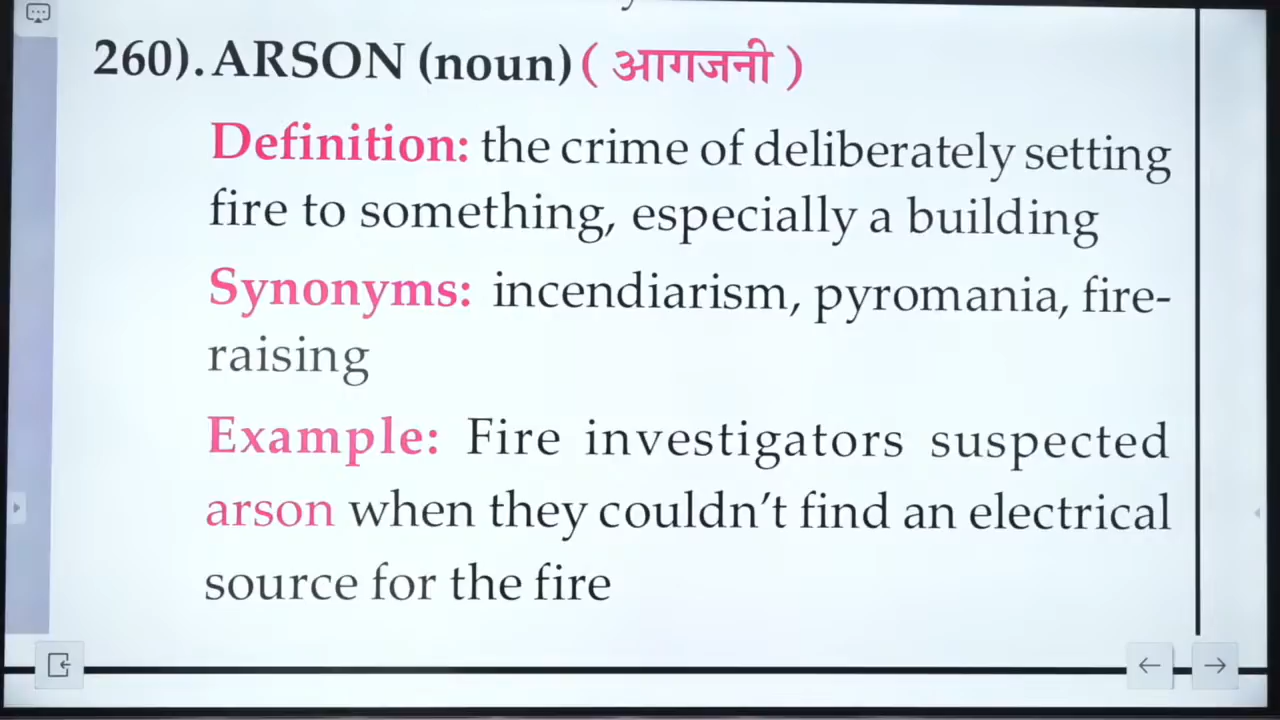 260). ARSON (noun) ( आगजनी )
Definition: the crime of deliberately setting
fire to something, especially a building
Synonyms: incendiarism, pyromania, fire-
raising
Example: Fire investigators suspected
arson when they couldn't find an electrical
source for the fire